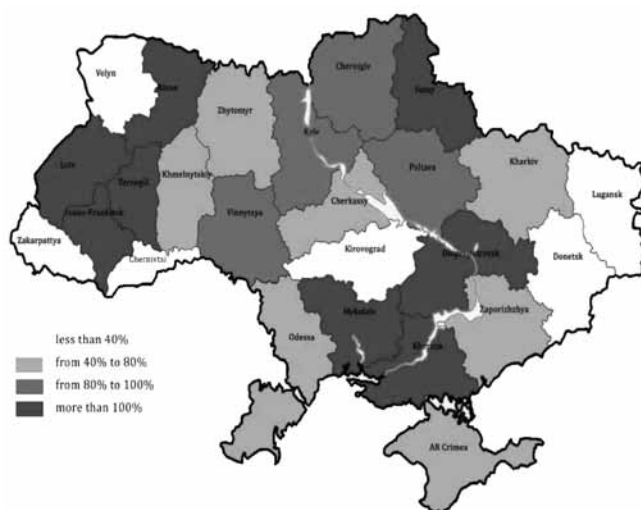 Volyn
Rivne
Zhytomyr
Chernigiv
Sumy
Kyiv
Lviv
Ternopil
Khmelnytskiy
Poltava
Kharkiv
Lugansk
Cherkassy
Vinnytsya
Ivano-Frankivsk
Zakarpattya
Chernivtsi
Kirovograd
Donetsk
Zaporizhzhya
Mykolaiv
Odessa
Kherson
AR Crimea
less than 40%
from 40% to 80%
from 80% to 100%
more than 100%